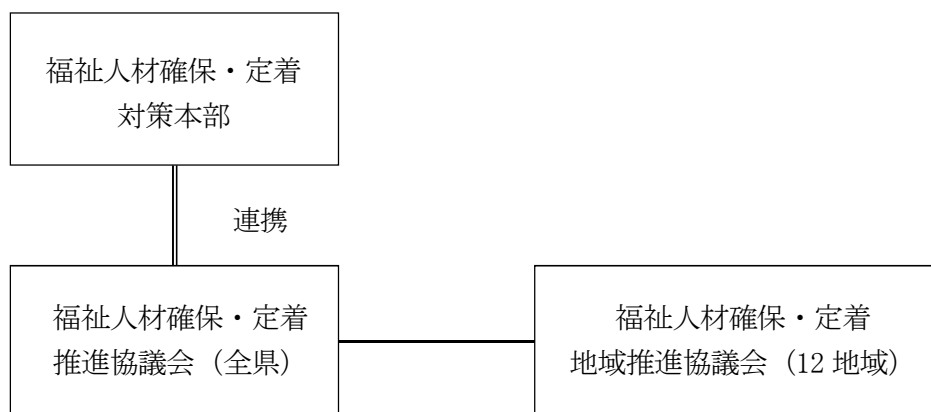 福祉人材確保・定着
対策本部
連携
福祉人材確保・定着
推進協議会（全県）
福祉人材確保・定着
地域推進協議会（12 地域）